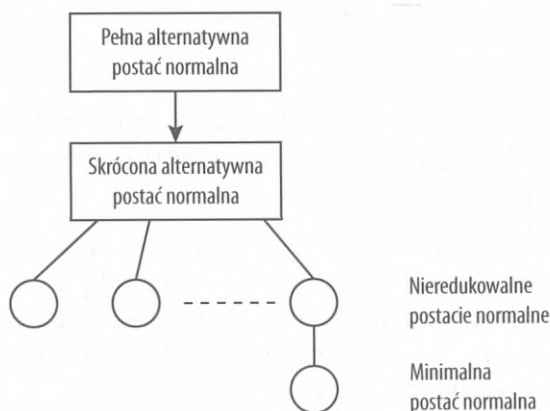 Pełna alternatywna
postać normalna
Skrócona alternatywna
postać normalna
Nieredukowalne
postacie normalne
Minimalna
postać normalna